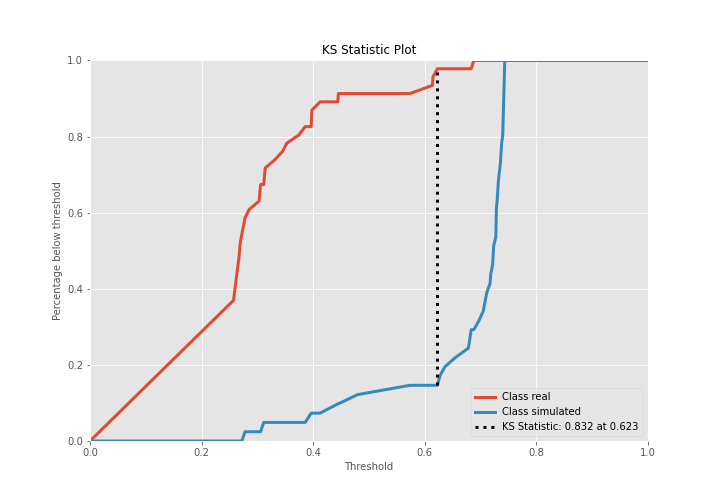 KS Statistic Plot
1.0
0.8
0.6
0.4
0.2
0.0
Percentage below threshold
Class real
Class simulated
KS Statistic: 0.832 at 0.623
0.0 0.2 0.4 0.6 0.8 1.0
Threshold